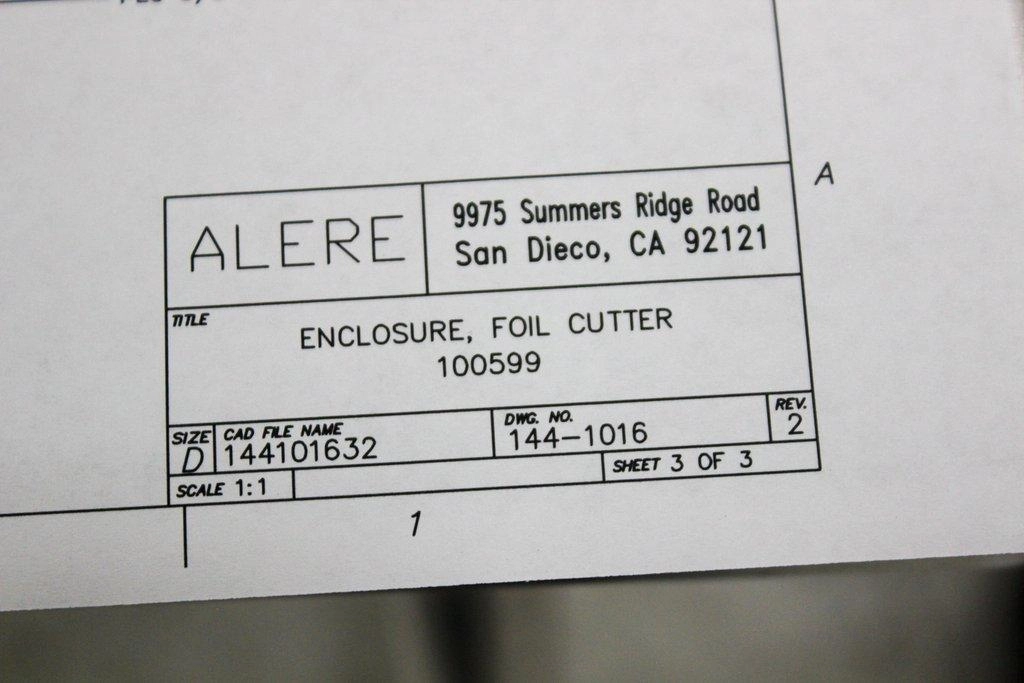 ALERE
9975 Summers Ridge Road
San Dieco, CA 92121
A
TITLE
ENCLOSURE, FOIL CUTTER
100599
SIZE
D
CAD FILE NAME
144101632
DWG. NO.
144-1016
REV.
2
SCALE 1:1
SHEET 3 OF 3
1